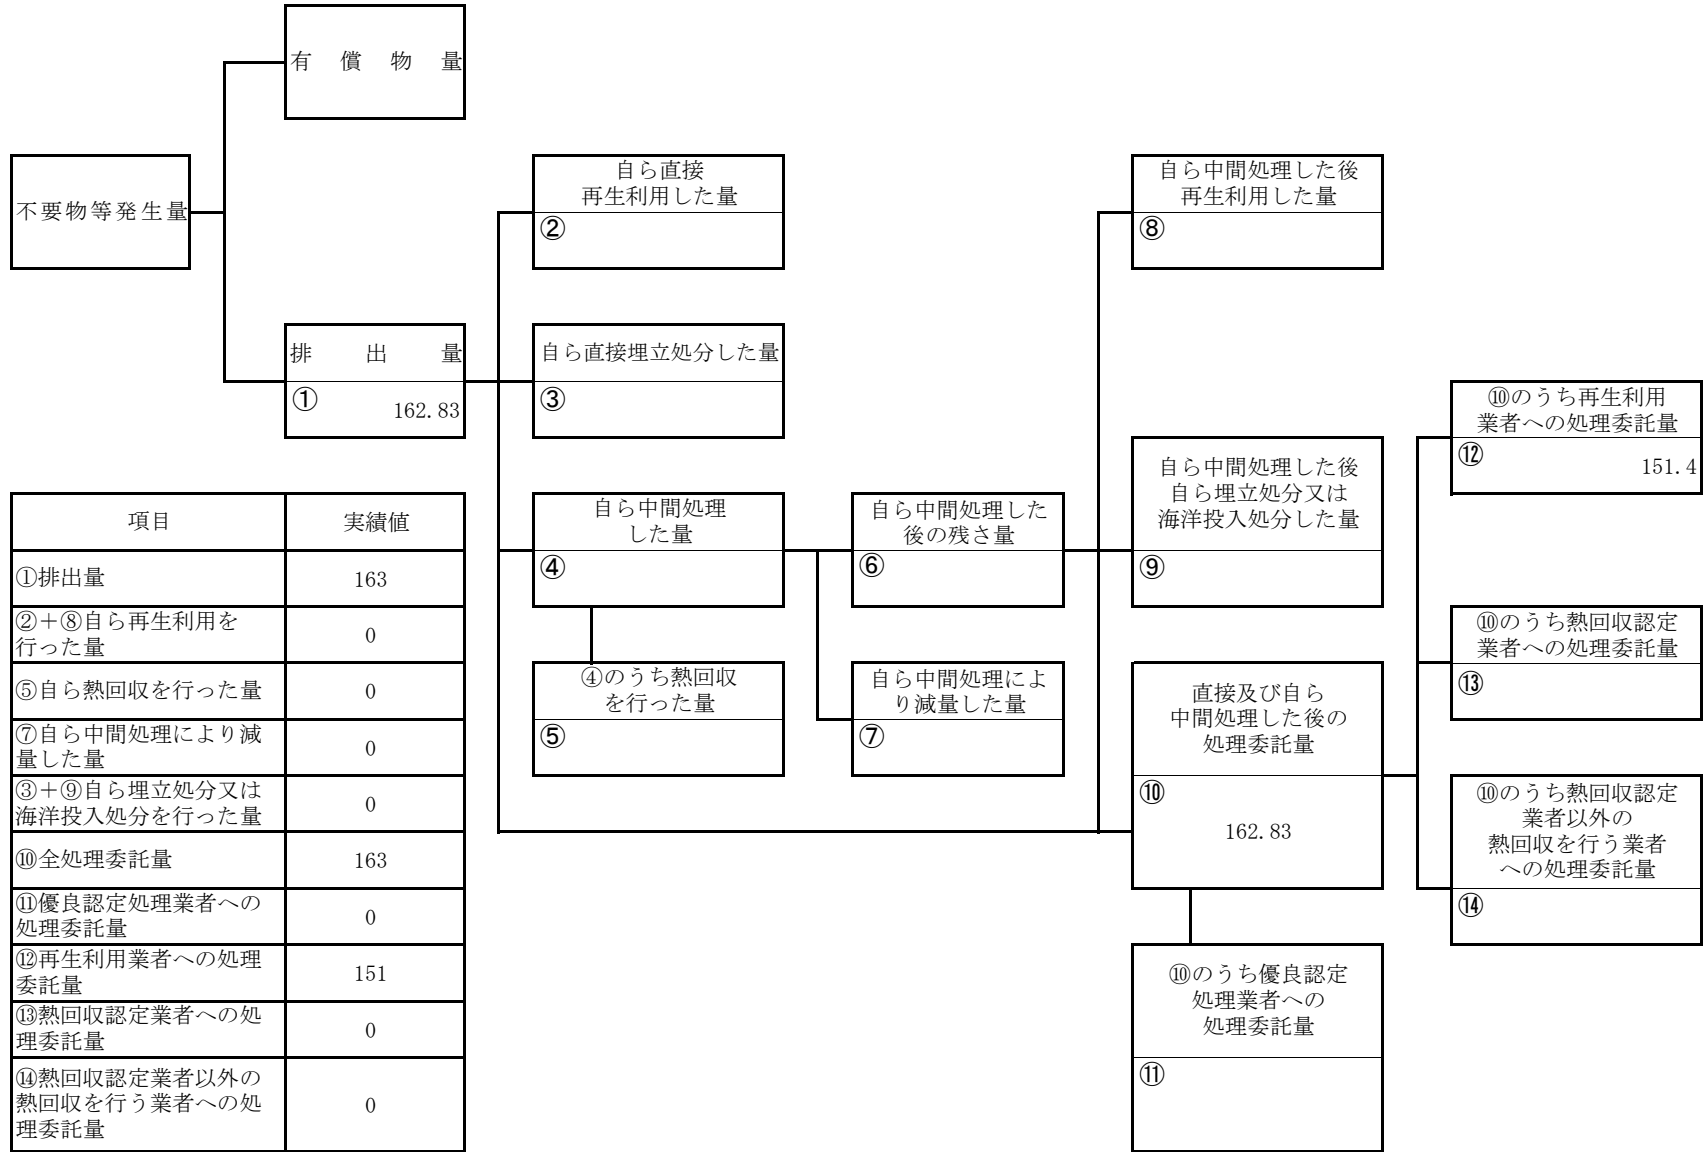 有償物量
不要物等発生量
排出量
① 162.83
自ら直接
再生利用した量
②
自ら直接埋立処分した量
③
自ら中間処理
した量
④
④のうち熱回収
を行った量
⑤
自ら中間処理した
後の残さ量
⑥
自ら中間処理によ
り減量した量
⑦
自ら中間処理した後
再生利用した量
⑧
自ら中間処理した後
自ら埋立処分又は
海洋投入処分した量
⑨
直接及び自ら
中間処理した後の
処理委託量
⑩
162.83
⑩のうち優良認定
処理業者への
処理委託量
⑪
⑩のうち再生利用
業者への処理委託量
⑫ 151.4
⑩のうち熱回収認定
業者への処理委託量
⑬
⑩のうち熱回収認定
業者以外の
熱回収を行う業者
への処理委託量
⑭
項目 実績値
①排出量 163
②＋⑧自ら再生利用を
行った量 0
⑤自ら熱回収を行った量 0
⑦自ら中間処理により減
量した量 0
③＋⑨自ら埋立処分又は
海洋投入処分を行った量 0
⑩全処理委託量 163
⑪優良認定処理業者への
処理委託量 0
⑫再生利用業者への処理
委託量 151
⑬熱回収認定業者への処
理委託量 0
⑭熱回収認定業者以外の
熱回収を行う業者への処 0
理委託量